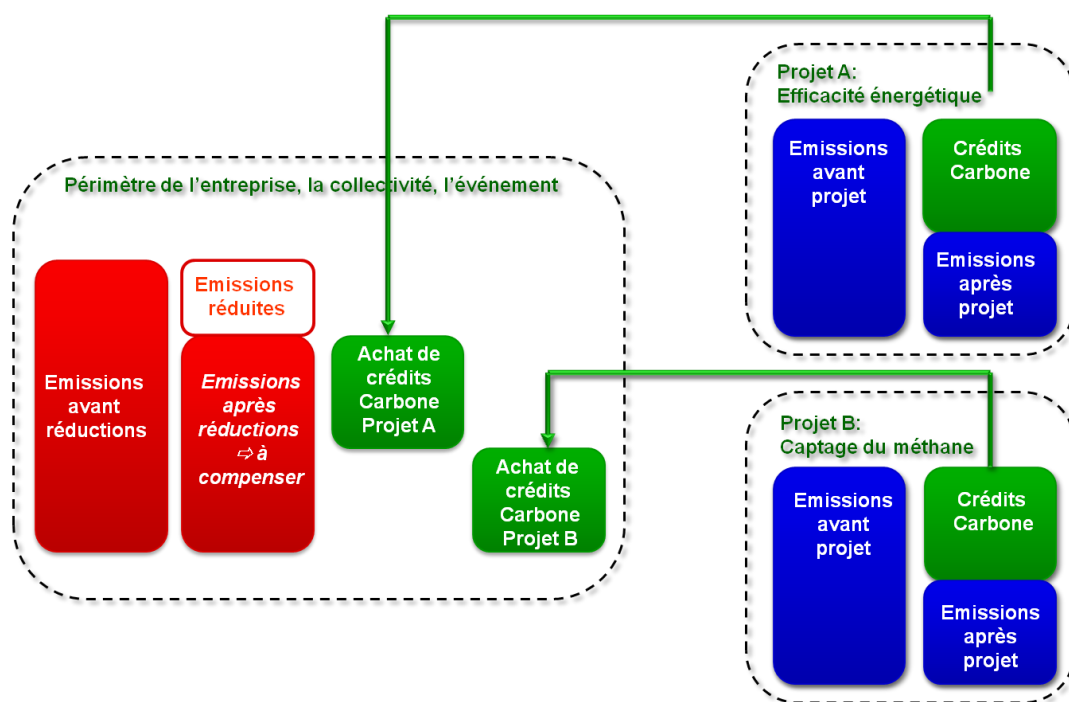 Projet A:
Efficacité énergétique
Emissions
avant
projet
Crédits
Carbone
Emissions
après
projet
Périmètre de l'entreprise, la collectivité, l'événement
Emissions
avant
réductions
Emissions
réduites
Emissions
après
réductions
⇨ à
compenser
Achat de
crédits
Carbone
Projet A
Achat de
crédits
Carbone
Projet B
Projet B:
Captage du méthane
Emissions
avant
projet
Crédits
Carbone
Emissions
après
projet